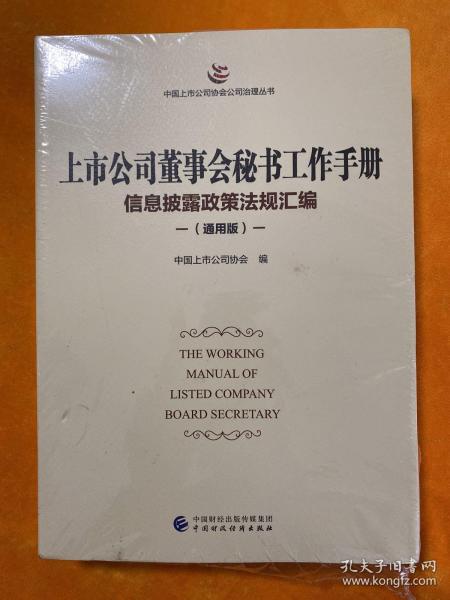 中国上市公司协会公司治理丛书
上市公司董事会秘书工作手册
信息披露政策法规汇编
—（通用版）—
中国上市公司协会 编
THE WORKING
MANUAL OF
LISTED COMPANY
BOARD SECRETARY
中国财经出版传媒集团
中国财政经济出版社
孔夫子旧书网
www.kongfz.com